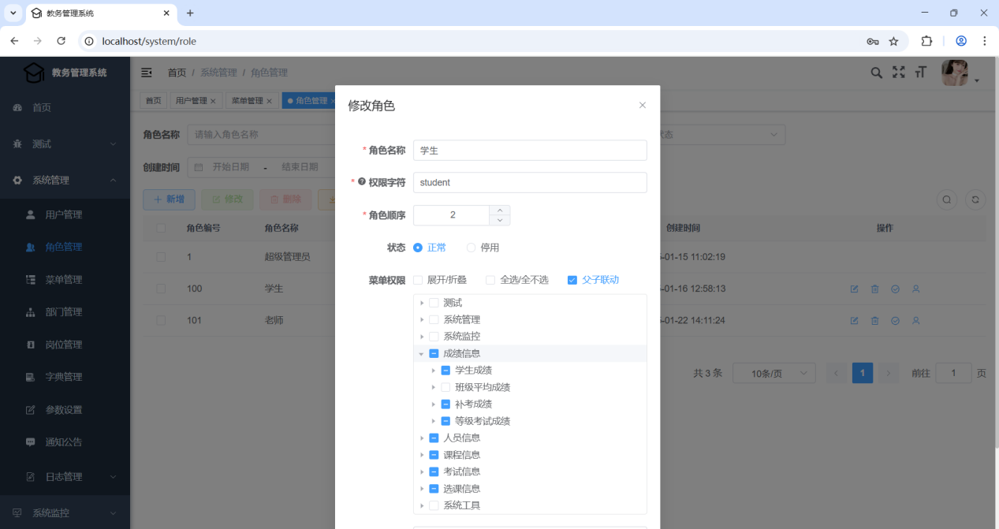 教务管理系统
localhost/system/role
教务管理系统
首页 / 系统管理 / 角色管理
首页 用户管理 菜单管理 角色管理
首页
测试
系统管理
用户管理
角色管理
菜单管理
部门管理
岗位管理
字典管理
参数设置
通知公告
日志管理
系统监控
角色名称 请输入角色名称
状态
创建时间 开始日期 - 结束日期
新增 修改 删除
角色编号 角色名称 创建时间 操作
1 超级管理员 -01-15 11:02:19
100 学生 -01-16 12:58:13
101 老师 -01-22 14:11:24
共 3 条 10条/页 1 前往 1 页
修改角色
* 角色名称 学生
* 权限字符 student
* 角色顺序 2
状态 正常 停用
菜单权限 展开/折叠 全选/全不选 父子联动
测试
系统管理
系统监控
成绩信息
学生成绩
班级平均成绩
补考成绩
等级考试成绩
人员信息
课程信息
考试信息
选课信息
系统工具